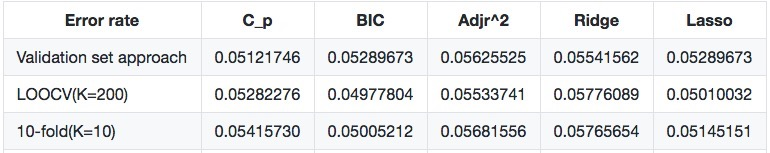 Error rate C_p BIC Adjr^2 Ridge Lasso
Validation set approach 0.05121746 0.05289673 0.05625525 0.05541562 0.05289673
LOOCV(K=200) 0.05282276 0.04977804 0.05533741 0.05776089 0.05010032
10-fold(K=10) 0.05415730 0.05005212 0.05681556 0.05765654 0.05145151